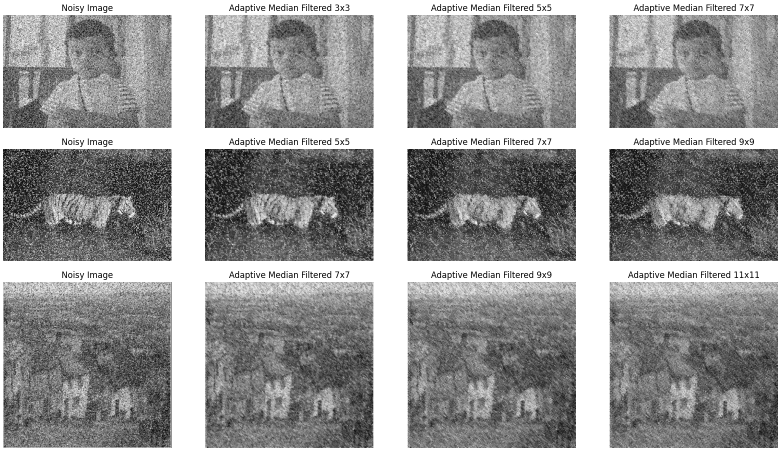 Noisy Image
Adaptive Median Filtered 3x3
Adaptive Median Filtered 5x5
Adaptive Median Filtered 7x7
Noisy Image
Adaptive Median Filtered 5x5
Adaptive Median Filtered 7x7
Adaptive Median Filtered 9x9
Noisy Image
Adaptive Median Filtered 7x7
Adaptive Median Filtered 9x9
Adaptive Median Filtered 11x11